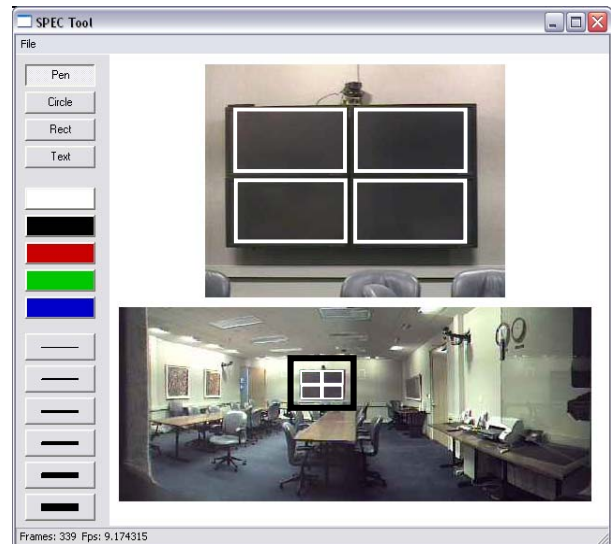 SPEC Tool
File
Pen
Circle
Rect
Text
Frames: 339 Fps: 9.174315